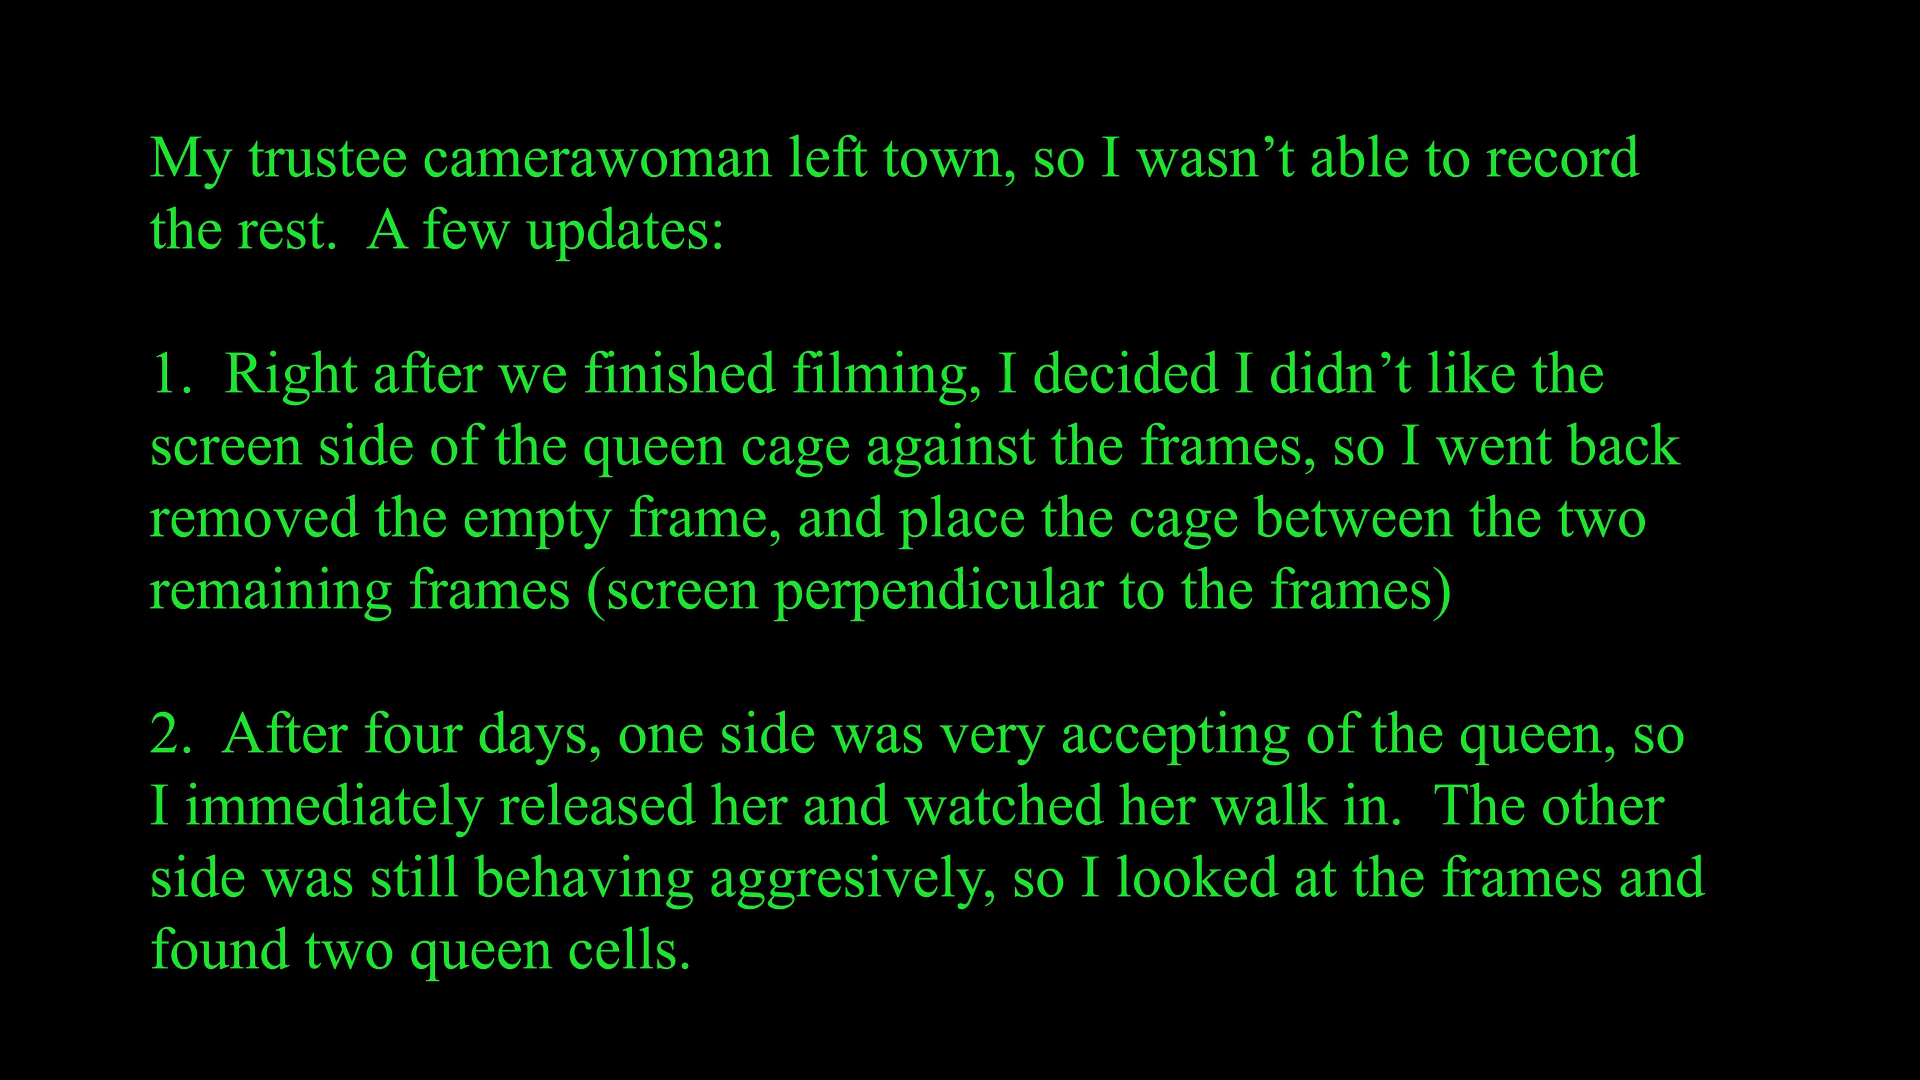 My trustee camerawoman left town, so I wasn’t able to record
the rest.  A few updates:
1.  Right after we finished filming, I decided I didn’t like the
screen side of the queen cage against the frames, so I went back
removed the empty frame, and place the cage between the two
remaining frames (screen perpendicular to the frames)
2.  After four days, one side was very accepting of the queen, so
I immediately released her and watched her walk in.  The other
side was still behaving aggresively, so I looked at the frames and
found two queen cells.